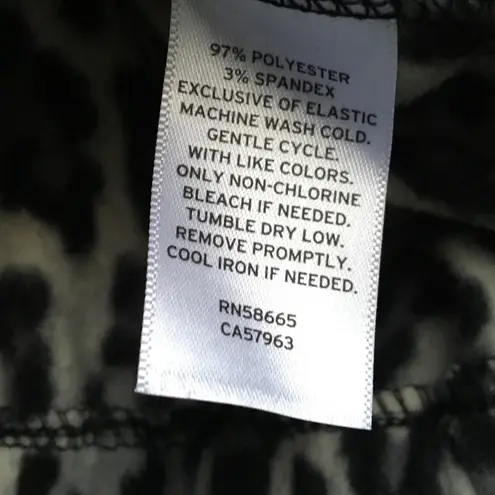 97% POLYESTER
3% SPANDEX
EXCLUSIVE OF ELASTIC
MACHINE WASH COLD.
GENTLE CYCLE.
WITH LIKE COLORS.
ONLY NON-CHLORINE
BLEACH IF NEEDED.
TUMBLE DRY LOW.
REMOVE PROMPTLY.
COOL IRON IF NEEDED.
RN58665
CA57963